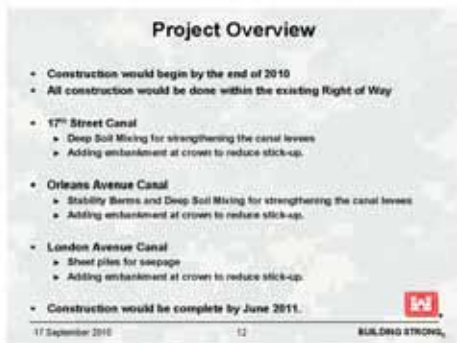 Project Overview
• Construction would begin by the end of 2010
• All construction would be done within the existing Right of Way
• 17th Street Canal
► Deep Soil Mixing for strengthening the canal levees
► Adding embankment at crown to reduce stick-up.
• Orleans Avenue Canal
► Stability Berms and Deep Soil Mixing for strengthening the canal levees
► Adding embankment at crown to reduce stick-up.
• London Avenue Canal
► Sheet piles for seepage
► Adding embankment at crown to reduce stick-up.
• Construction would be complete by June 2011.
17 September 2010 12 BUILDING STRONG®